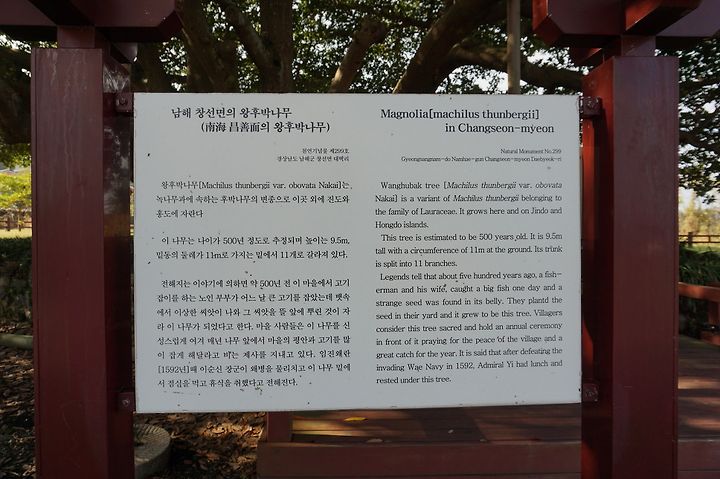 남해 창선면의 왕후박나무
(南海 昌善面의 왕후박나무)
천연기념물 제299호
경상남도 남해군 창선면 대벽리
왕후박나무[Machilus thunbergii var. obovata Nakai]는
녹나무과에 속하는 후박나무의 변종으로 이곳 외에 진도와
홍도에 자란다
이 나무는 나이가 500년 정도로 추정되며 높이는 9.5m,
밑동의 둘레가 11m로 가지는 밑에서 11개로 갈라져 있다.
전해지는 이야기에 의하면 약 500년 전 이 마을에서 고기
잡이를 하는 노인 부부가 어느 날 큰 고기를 잡았는데 뱃속
에서 이상한 씨앗이 나와 그 씨앗을 뜰 앞에 뿌린 것이 자
라 이 나무가 되었다고 한다. 마을 사람들은 이 나무를 신
성스럽게 여겨 매년 나무 앞에서 마을의 평안과 고기를 많
이 잡게 해달라고 비는 제사를 지내고 있다. 임진왜란
[1592년]때 이순신 장군이 왜병을 물리치고 이 나무 밑에
서 점심을 먹고 휴식을 취했다고 전해진다.
Magnolia[machilus thunbergii]
in Changseon-myeon
Natural Monument No.299
Gyeongsangnam-do Namhae-gun Changseon-myeon Daebyeok-ri
Wanghubak tree [Machilus thunbergii var. obovata
Nakai] is a variant of Machilus thunbergii belonging to
the family of Lauraceae. It grows here and on Jindo and
Hongdo islands.
This tree is estimated to be 500 years old. It is 9.5m
tall with a circumference of 11m at the ground. Its trunk
is split into 11 branches.
Legends tell that about five hundred years ago, a fish-
erman and his wife, caught a big fish one day and a
strange seed was found in its belly. They plantd the
seed in their yard and it grew to be this tree. Villagers
consider this tree sacred and hold an annual ceremony
in front of it praying for the peace of the village and a
great catch for the year. It is said that after defeating the
invading Wae Navy in 1592, Admiral Yi had lunch and
rested under this tree.